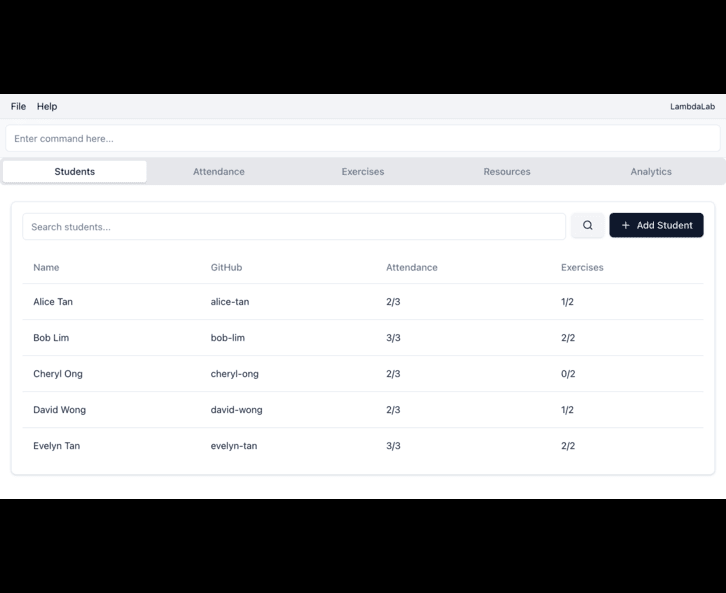 File Help LambdaLab
Enter command here...
Students Attendance Exercises Resources Analytics
Search students... + Add Student
Name GitHub Attendance Exercises
Alice Tan alice-tan 2/3 1/2
Bob Lim bob-lim 3/3 2/2
Cheryl Ong cheryl-ong 2/3 0/2
David Wong david-wong 2/3 1/2
Evelyn Tan evelyn-tan 3/3 2/2